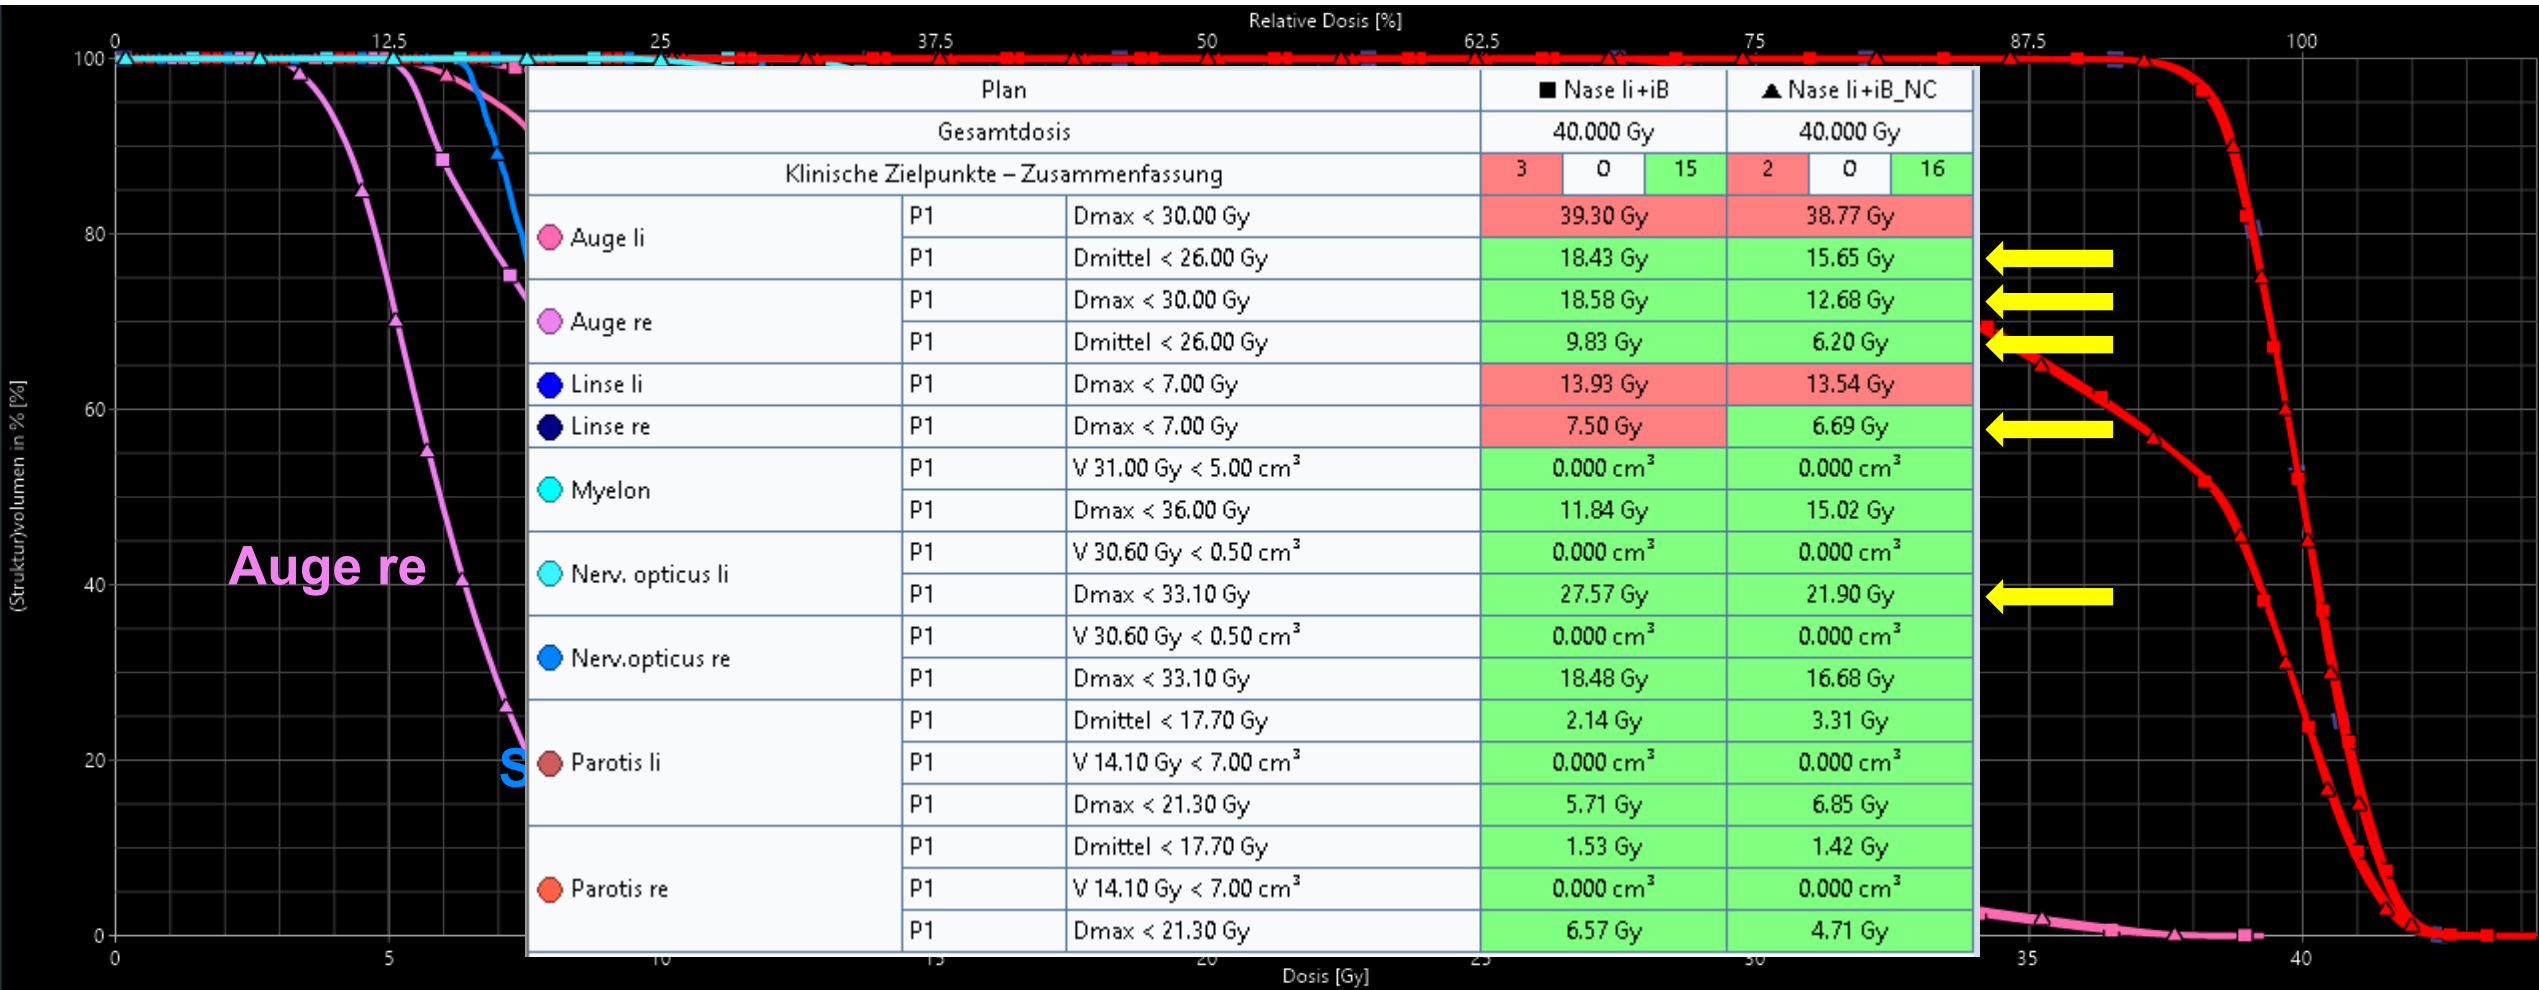 Relative Dosis [%]
0 12.5 25 37.5 50 62.5 75 87.5 100
100
80
60
40
20
0
(Struktur)volumen in % [%]
Auge re
S
Plan ■ Nase li+iB ▲ Nase li+iB_NC
Gesamtdosis 40.000 Gy 40.000 Gy
Klinische Zielpunkte – Zusammenfassung 3 0 15 2 0 16
Auge li P1 Dmax < 30.00 Gy 39.30 Gy 38.77 Gy
P1 Dmittel < 26.00 Gy 18.43 Gy 15.65 Gy
Auge re P1 Dmax < 30.00 Gy 18.58 Gy 12.68 Gy
P1 Dmittel < 26.00 Gy 9.83 Gy 6.20 Gy
Linse li P1 Dmax < 7.00 Gy 13.93 Gy 13.54 Gy
Linse re P1 Dmax < 7.00 Gy 7.50 Gy 6.69 Gy
Myelon P1 V 31.00 Gy < 5.00 cm³ 0.000 cm³ 0.000 cm³
P1 Dmax < 36.00 Gy 11.84 Gy 15.02 Gy
Nerv. opticus li P1 V 30.60 Gy < 0.50 cm³ 0.000 cm³ 0.000 cm³
P1 Dmax < 33.10 Gy 27.57 Gy 21.90 Gy
Nerv.opticus re P1 V 30.60 Gy < 0.50 cm³ 0.000 cm³ 0.000 cm³
P1 Dmax < 33.10 Gy 18.48 Gy 16.68 Gy
Parotis li P1 Dmittel < 17.70 Gy 2.14 Gy 3.31 Gy
P1 V 14.10 Gy < 7.00 cm³ 0.000 cm³ 0.000 cm³
P1 Dmax < 21.30 Gy 5.71 Gy 6.85 Gy
Parotis re P1 Dmittel < 17.70 Gy 1.53 Gy 1.42 Gy
P1 V 14.10 Gy < 7.00 cm³ 0.000 cm³ 0.000 cm³
P1 Dmax < 21.30 Gy 6.57 Gy 4.71 Gy
0 5 10 15 20 25 30 35 40
Dosis [Gy]